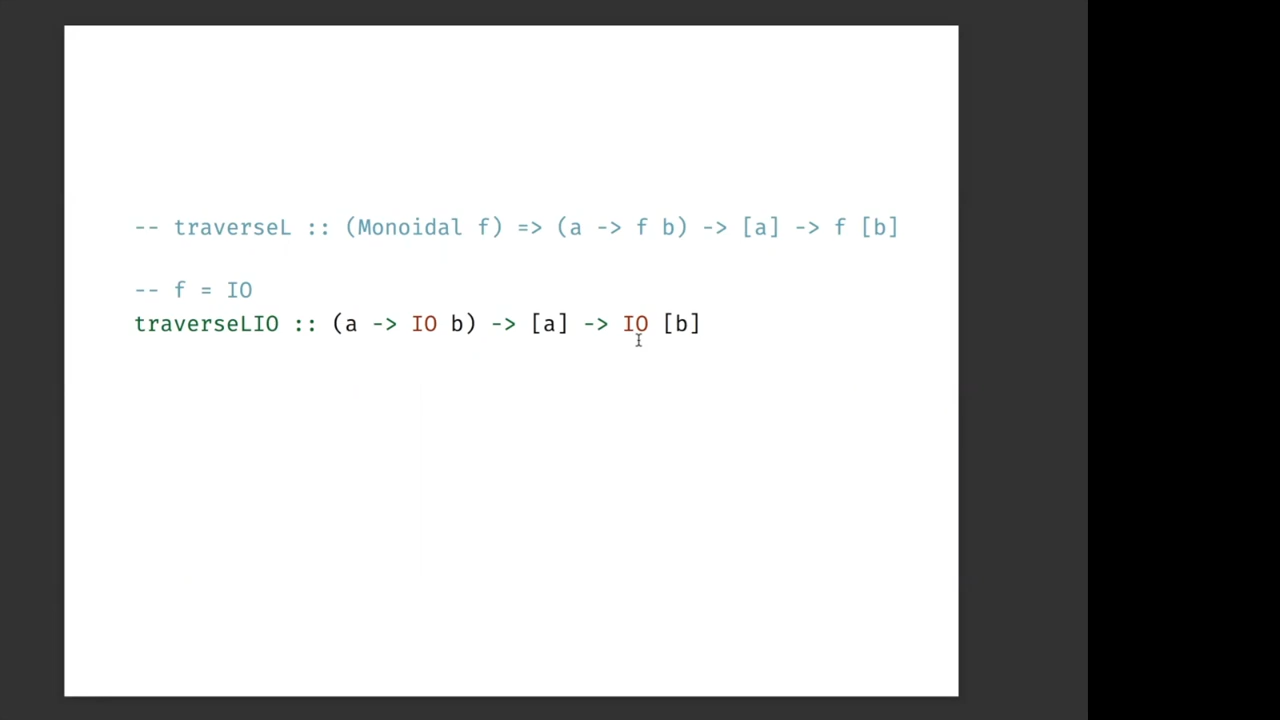 -- traverseL :: (Monoidal f) => (a -> f b) -> [a] -> f [b]
-- f = IO
traverseLIO :: (a -> IO b) -> [a] -> IO [b]